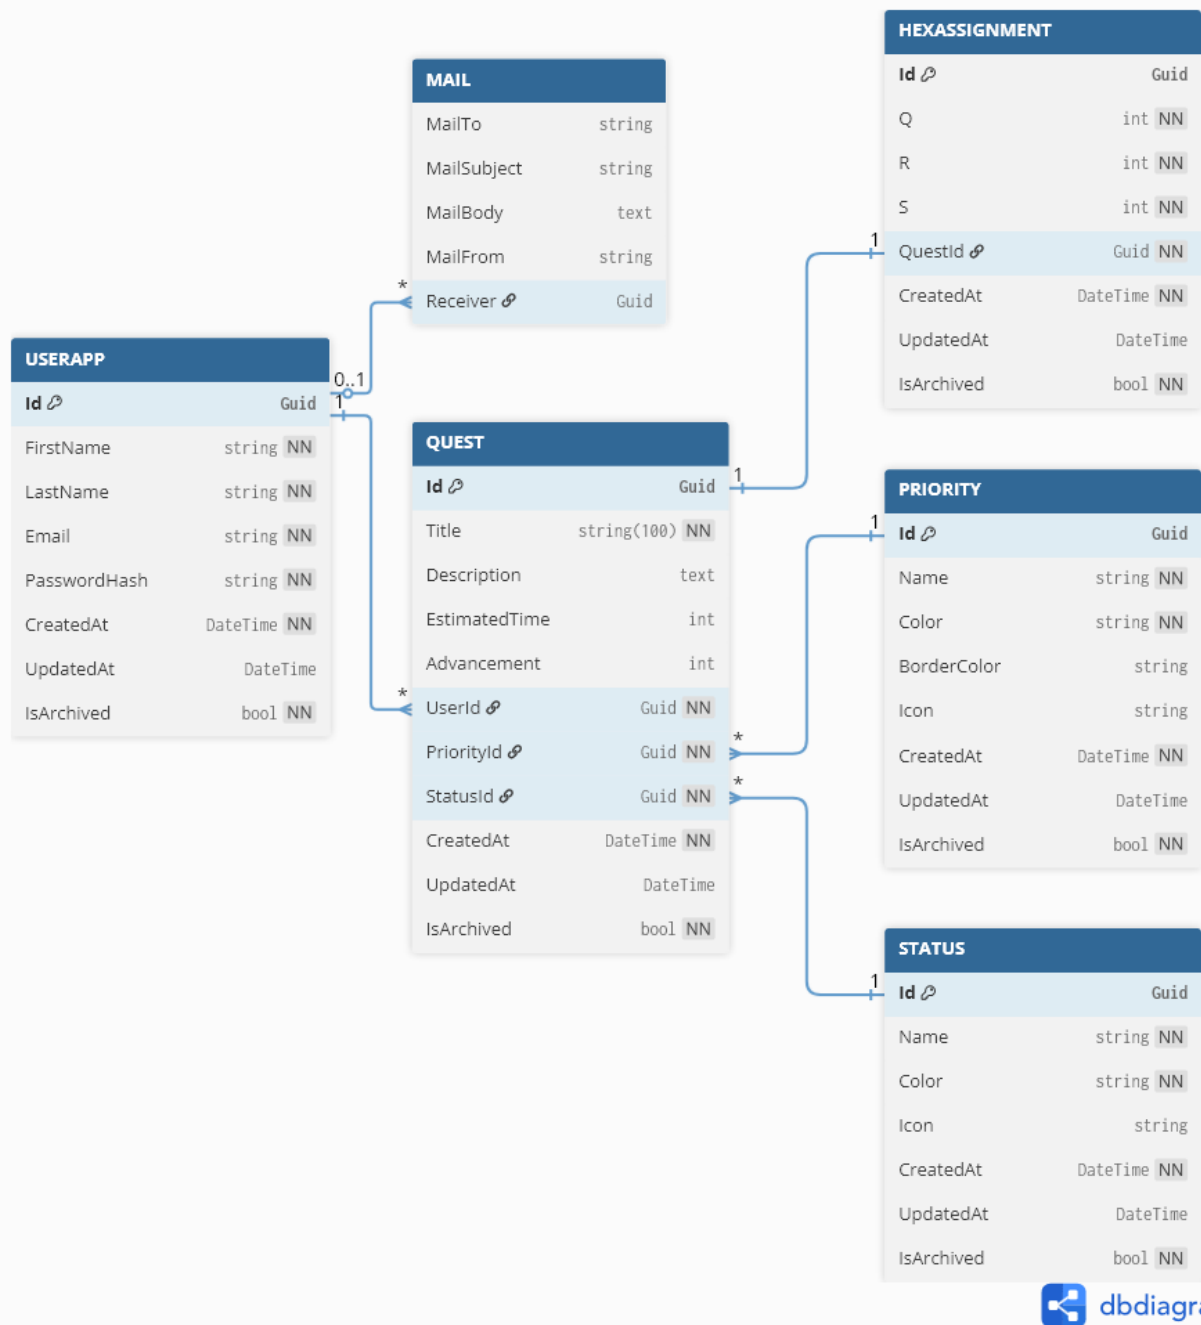 MAIL
MailTo string
MailSubject string
MailBody text
MailFrom string
Receiver Guid
*
USERAPP
0..1
Id Guid
1
FirstName string NN
LastName string NN
Email string NN
PasswordHash string NN
CreatedAt DateTime NN
UpdatedAt DateTime
IsArchived bool NN
QUEST
Id Guid
1
Title string(100) NN
Description text
EstimatedTime int
Advancement int
*
UserId Guid NN
*
PriorityId Guid NN
*
StatusId Guid NN
CreatedAt DateTime NN
UpdatedAt DateTime
IsArchived bool NN
HEXASSIGNMENT
Id Guid
Q int NN
R int NN
S int NN
1
QuestId Guid NN
CreatedAt DateTime NN
UpdatedAt DateTime
IsArchived bool NN
PRIORITY
1
Id Guid
Name string NN
Color string NN
BorderColor string
Icon string
CreatedAt DateTime NN
UpdatedAt DateTime
IsArchived bool NN
STATUS
1
Id Guid
Name string NN
Color string NN
Icon string
CreatedAt DateTime NN
UpdatedAt DateTime
IsArchived bool NN